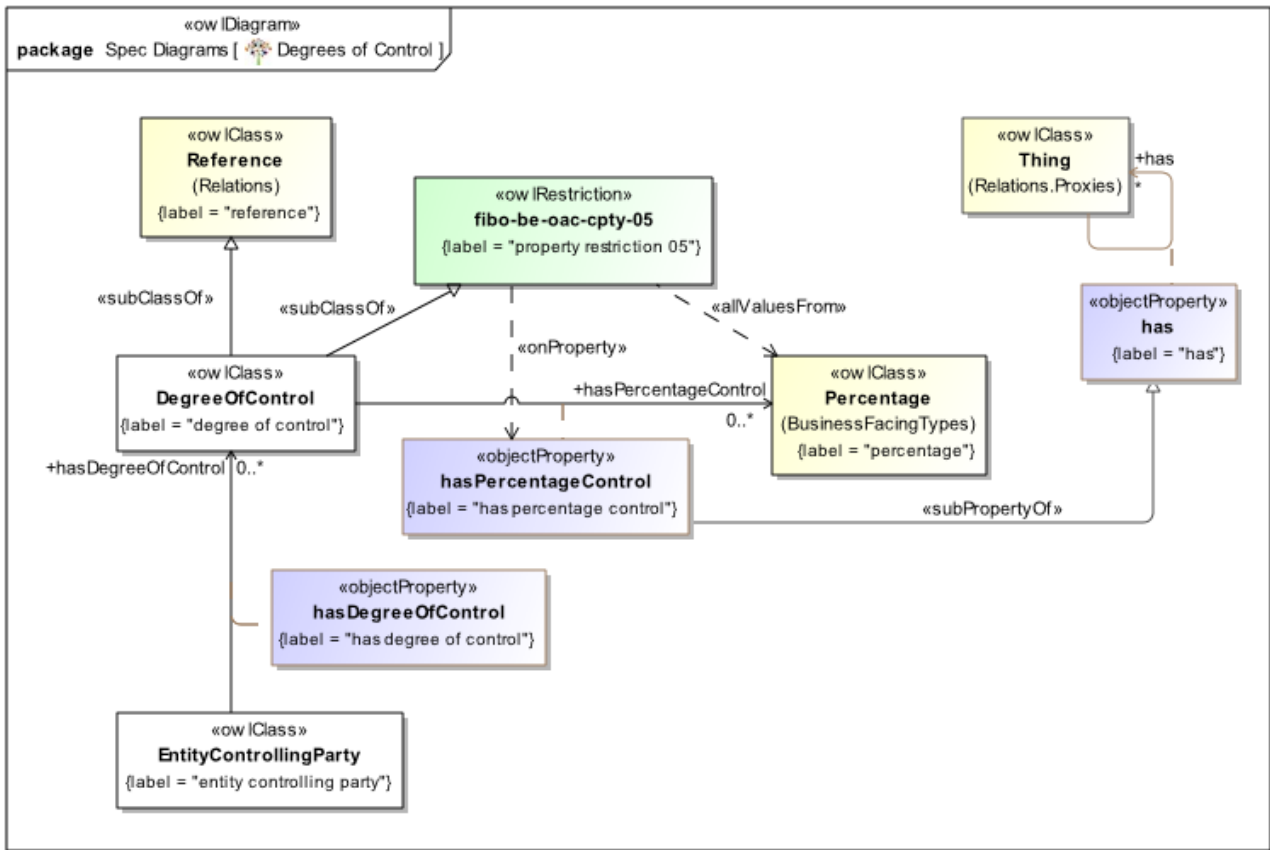 «owlDiagram»
package Spec Diagrams [ Degrees of Control ]
«owlClass»
Reference
(Relations)
{label = "reference"}
«owlRestriction»
fibo-be-oac-cpty-05
{label = "property restriction 05"}
«owlClass»
Thing
(Relations.Proxies)
+has
*
«subClassOf»
«subClassOf»
«allValuesFrom»
«onProperty»
«objectProperty»
has
{label = "has"}
«owlClass»
DegreeOfControl
{label = "degree of control"}
+hasPercentageControl
0..*
«owlClass»
Percentage
(BusinessFacingTypes)
{label = "percentage"}
+hasDegreeOfControl 0..*
«objectProperty»
hasPercentageControl
{label = "has percentage control"}
«subPropertyOf»
«objectProperty»
hasDegreeOfControl
{label = "has degree of control"}
«owlClass»
EntityControllingParty
{label = "entity controlling party"}